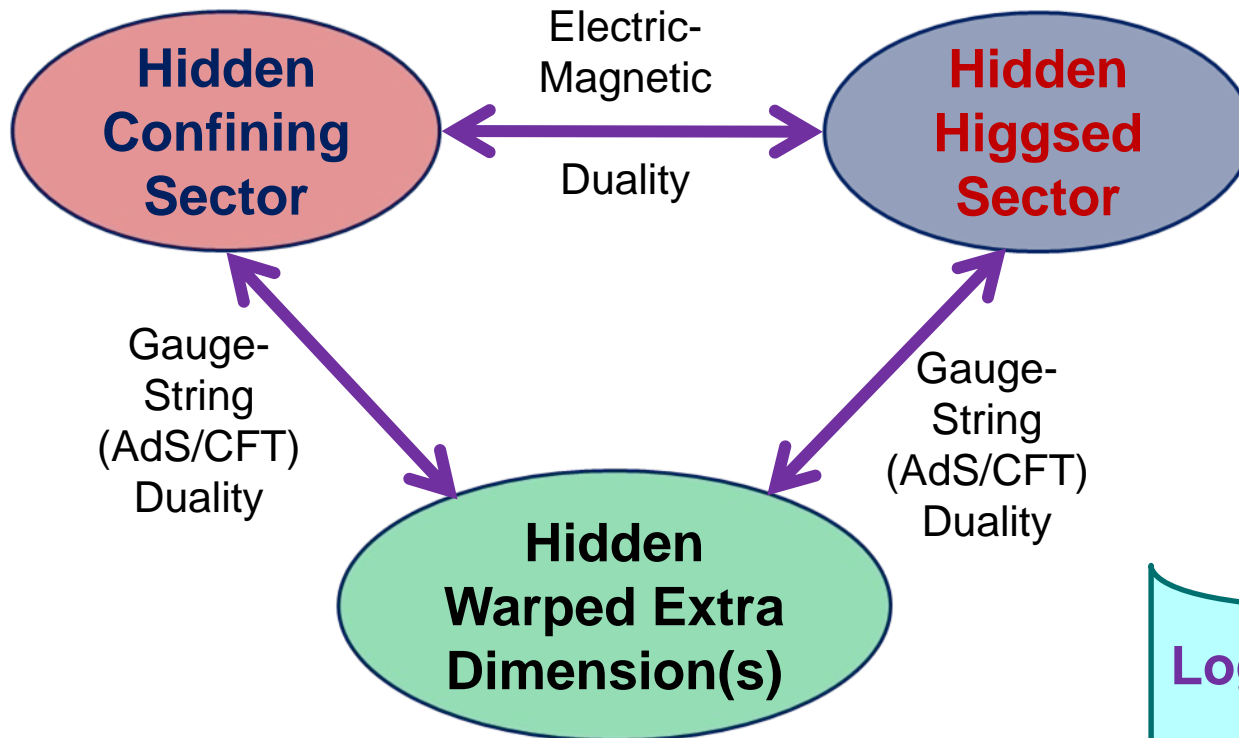 Hidden
Confining
Sector
Electric-
Magnetic
Duality
Hidden
Higgsed
Sector
Gauge-
String
(AdS/CFT)
Duality
Gauge-
String
(AdS/CFT)
Duality
Hidden
Warped Extra
Dimension(s)